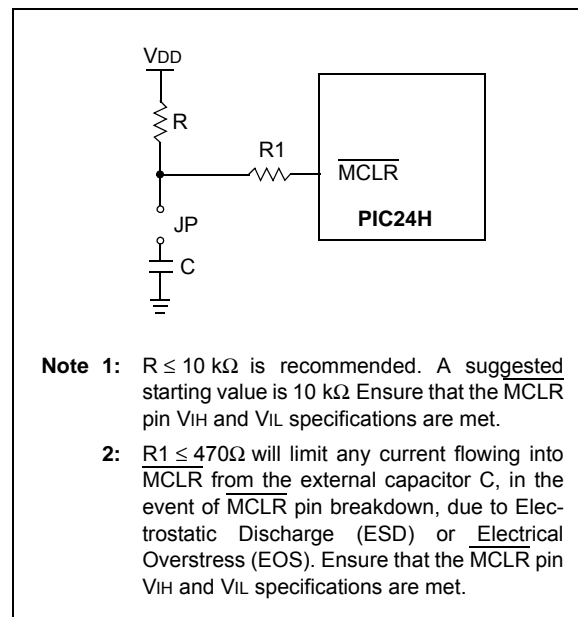 VDD
R
R1
MCLR
JP
PIC24H
C
Note 1: R ≤ 10 kΩ is recommended. A suggested
starting value is 10 kΩ Ensure that the MCLR
pin VIH and VIL specifications are met.
2: R1 ≤ 470Ω will limit any current flowing into
MCLR from the external capacitor C, in the
event of MCLR pin breakdown, due to Elec-
trostatic Discharge (ESD) or Electrical
Overstress (EOS). Ensure that the MCLR pin
VIH and VIL specifications are met.